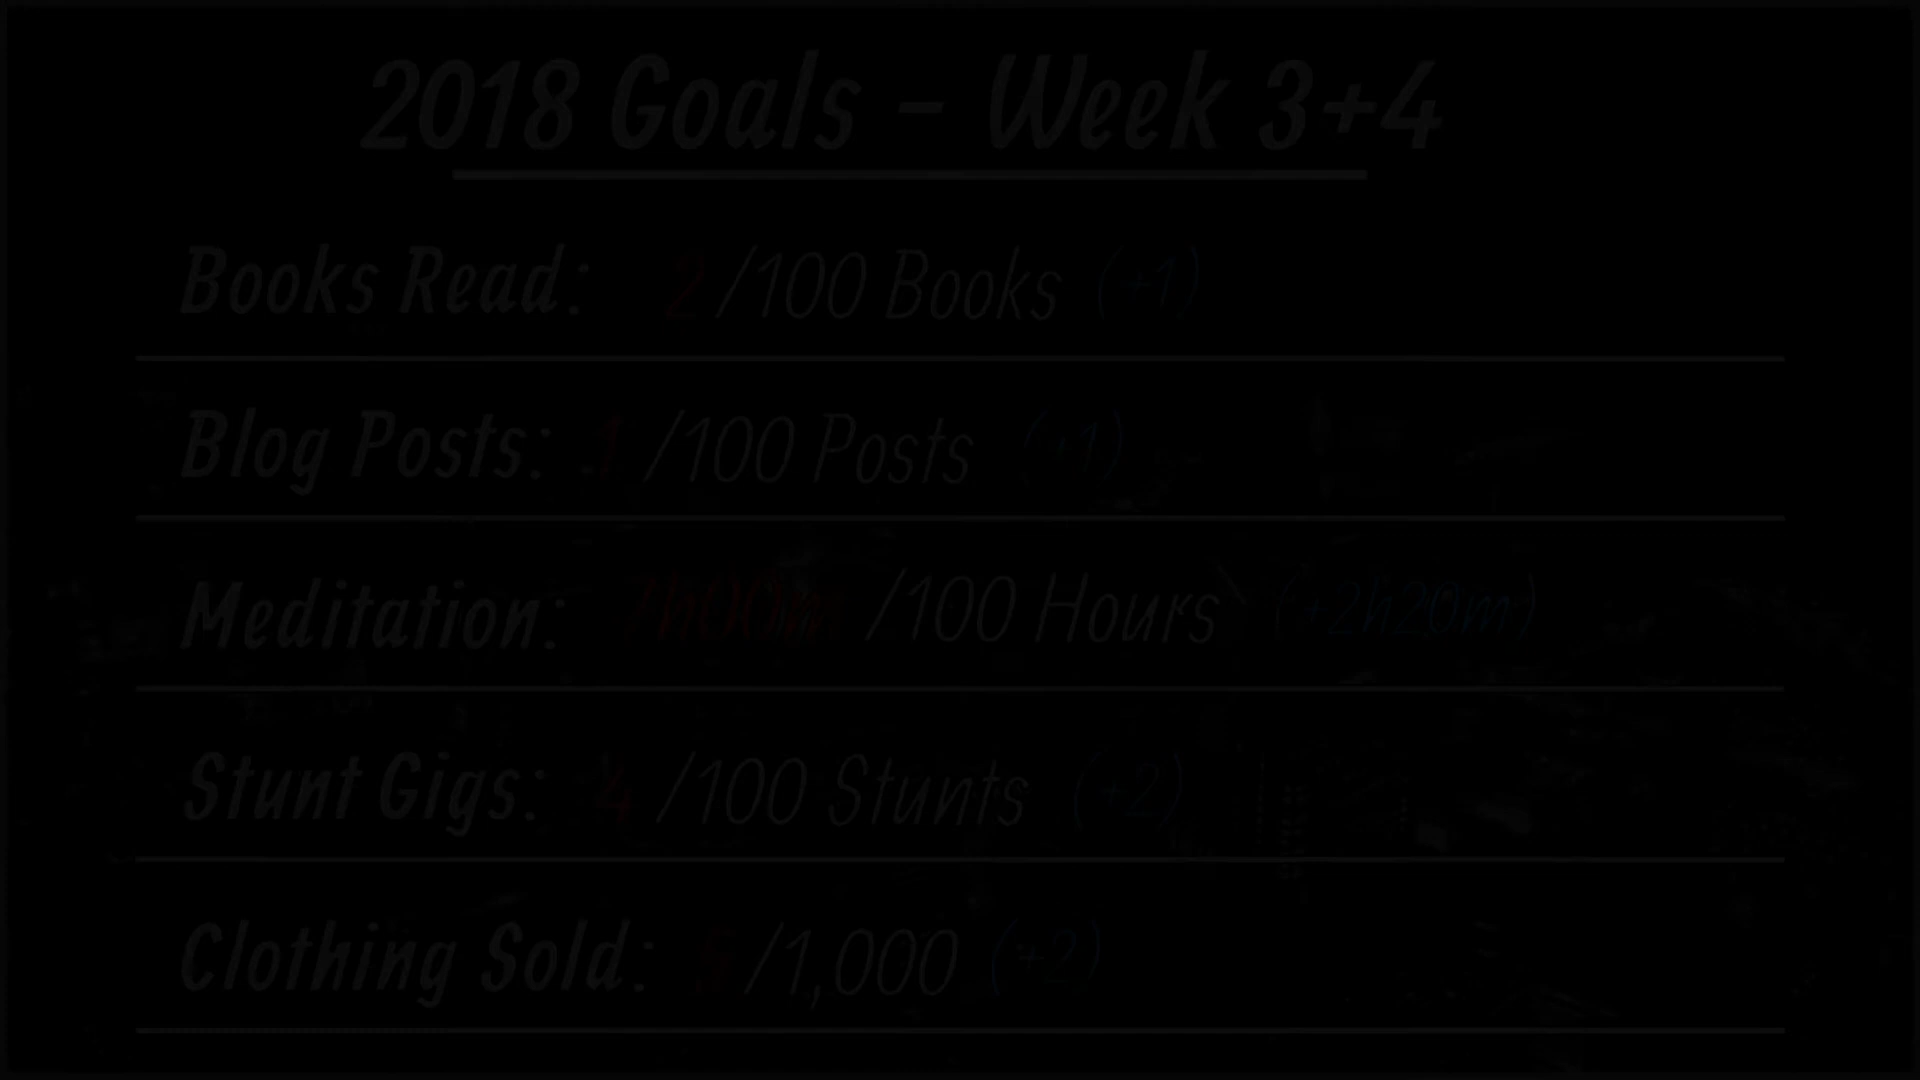 2018 Goals - Week 3+4
Books Read: 2/100 Books (+1)
Blog Posts: 1/100 Posts (+1)
Meditation: 7h00m/100 Hours (+2h20m)
Stunt Gigs: 4/100 Stunts (+2)
Clothing Sold: /1,000 (+2)